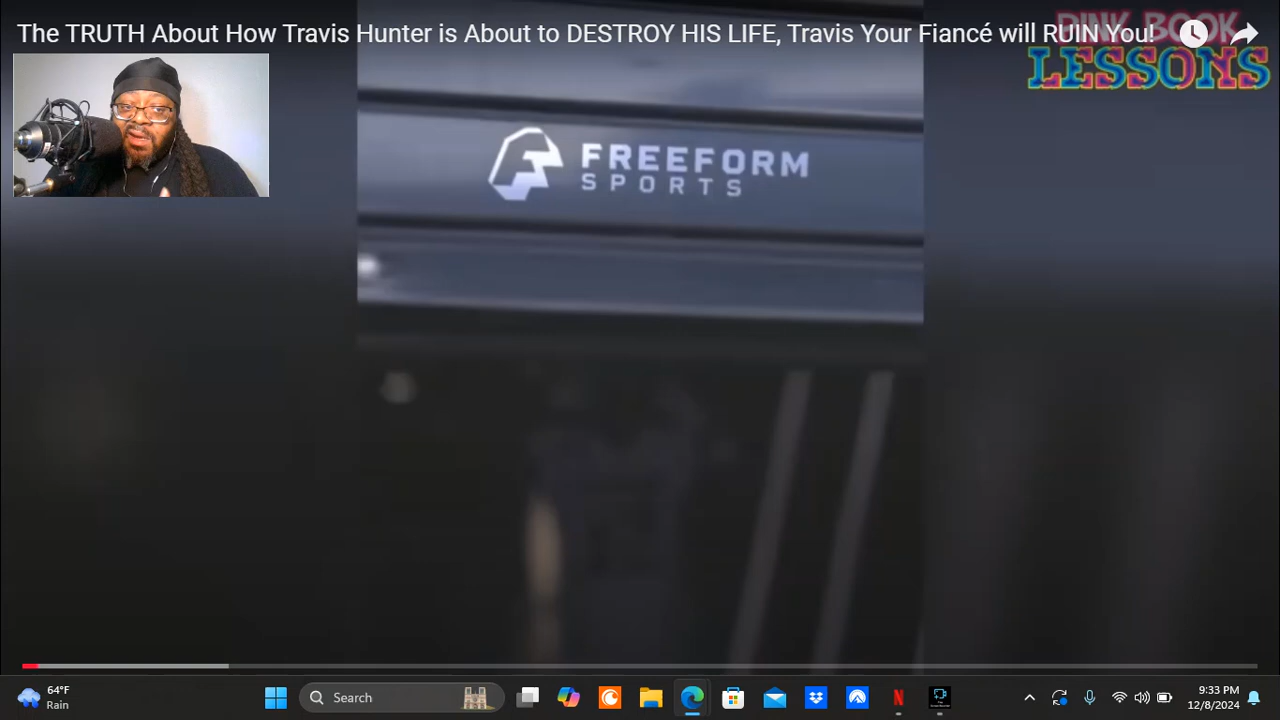 The TRUTH About How Travis Hunter is About to DESTROY HIS LIFE, Travis Your Fiancé will RUIN You!
PINK BOOK
LESSONS
FREEFORM
SPORTS
64°F
Rain
Search
9:33 PM
12/8/2024